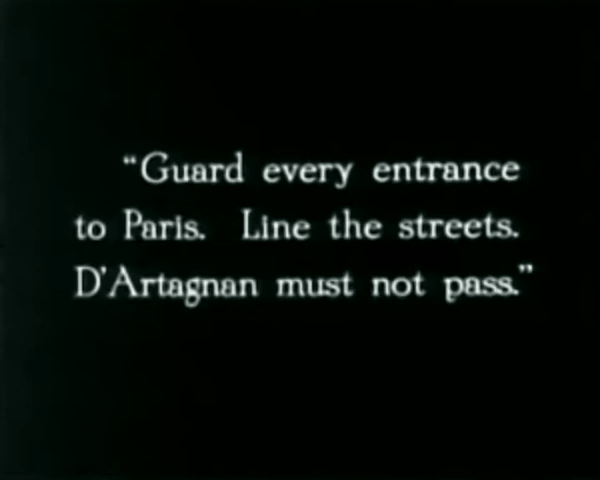 “Guard every entrance
to Paris. Line the streets.
D’Artagnan must not pass.”